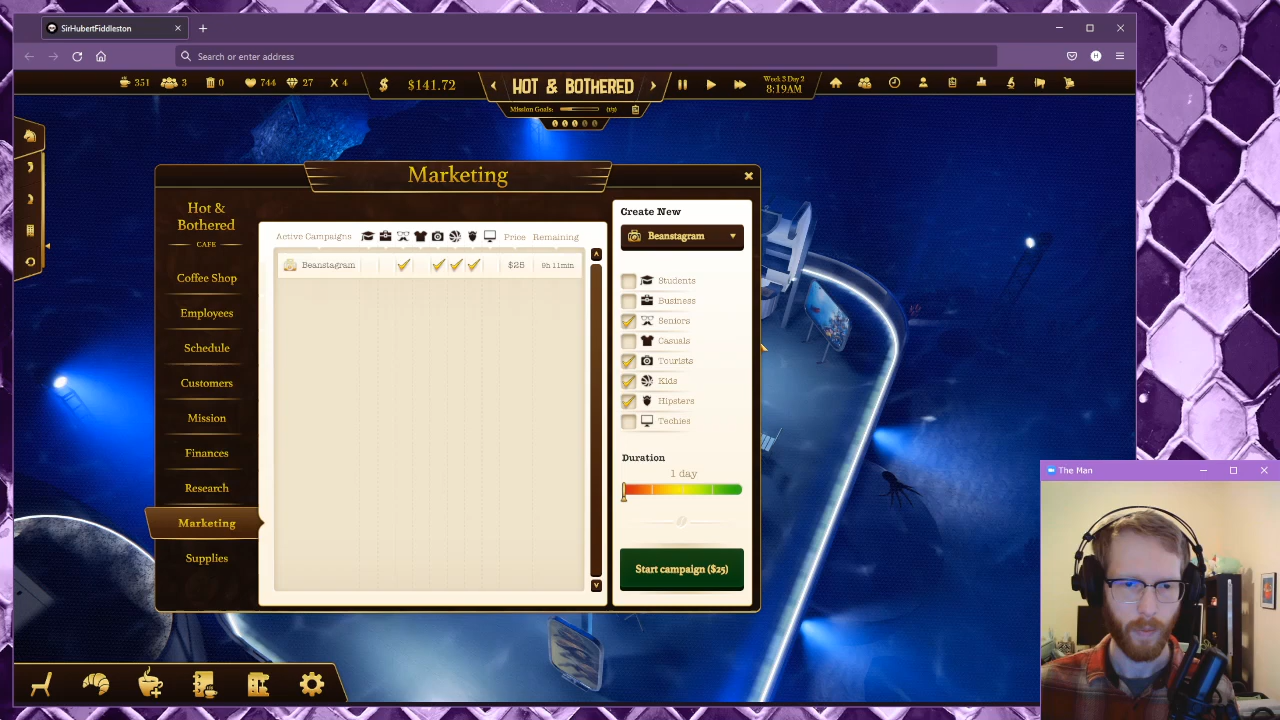 SirHubertFiddleston
Search or enter address
351 3 0 744 27 4
$141.72
HOT & BOTHERED
Week 3 Day 2
8:19AM
Mission Goals:
Marketing
Hot &
Bothered
CAFE
Coffee Shop
Employees
Schedule
Customers
Mission
Finances
Research
Marketing
Supplies
Active Campaigns Price Remaining
Beanstagram $25 9h 11min
Create New
Beanstagram
Students
Business
Seniors
Casuals
Tourists
Kids
Hipsters
Techies
Duration
1 day
Start campaign ($25)
The Man